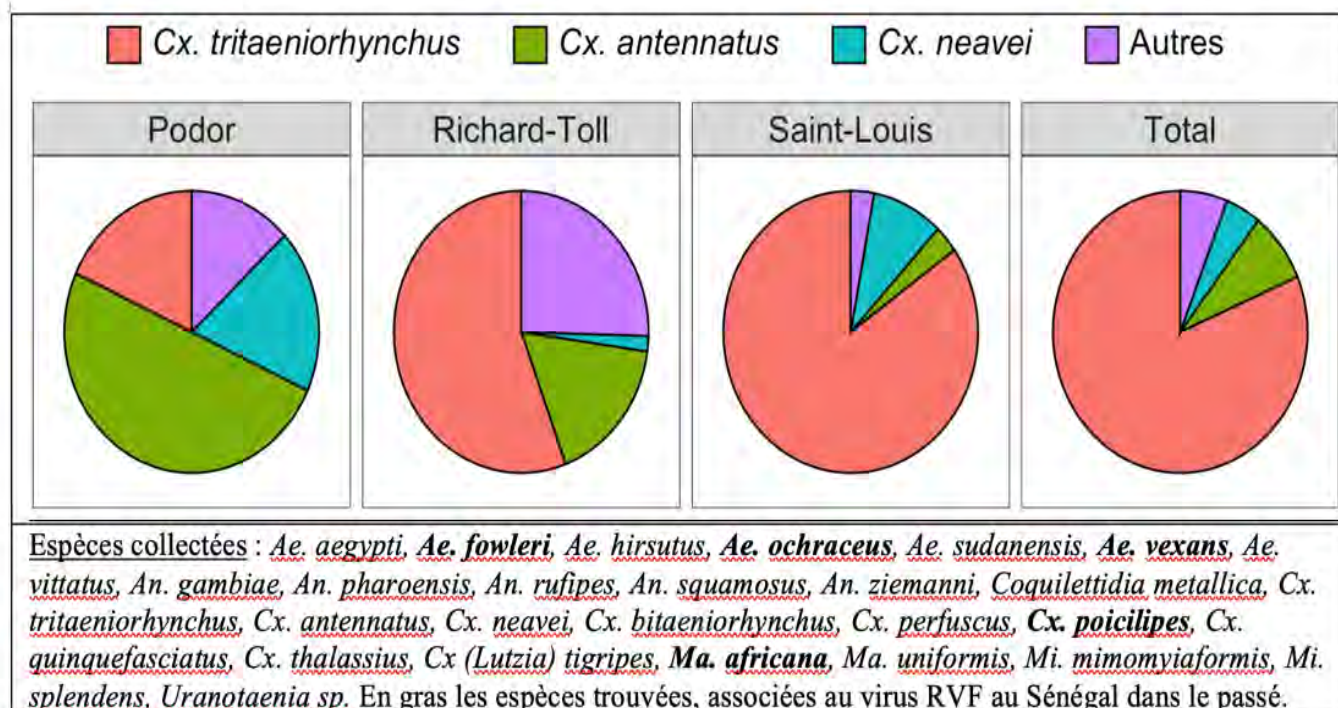 Cx. tritaeniorhynchus Cx. antennatus Cx. neavei Autres
Podor Richard-Toll Saint-Louis Total
Espèces collectées : Ae. aegypti, Ae. fowleri, Ae. hirsutus, Ae. ochraceus, Ae. sudanensis, Ae. vexans, Ae.
vittatus, An. gambiae, An. pharoensis, An. rufipes, An. squamosus, An. ziemanni, Coquilettidia metallica, Cx.
tritaeniorhynchus, Cx. antennatus, Cx. neavei, Cx. bitaeniorhynchus, Cx. perfuscus, Cx. poicilipes, Cx.
quinquefasciatus, Cx. thalassius, Cx (Lutzia) tigripes, Ma. africana, Ma. uniformis, Mi. mimomyiaformis, Mi.
splendens, Uranotaenia sp. En gras les espèces trouvées, associées au virus RVF au Sénégal dans le passé.